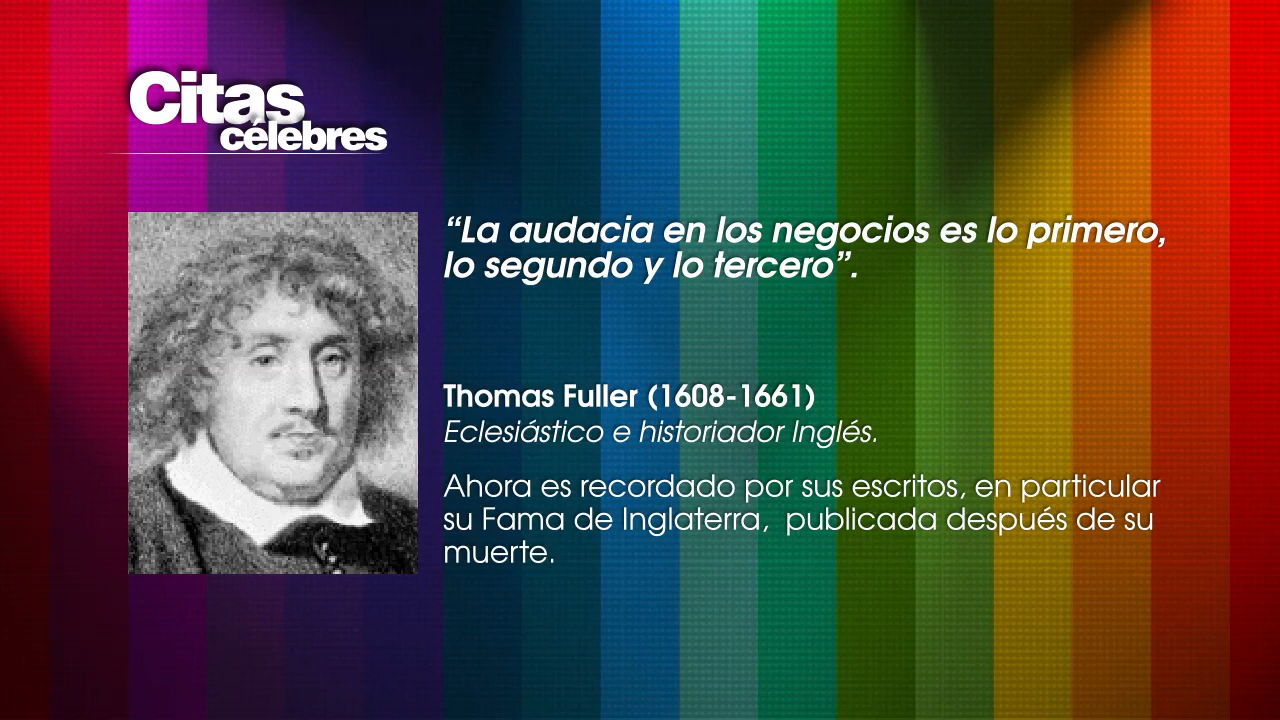 Citas
célebres
“La audacia en los negocios es lo primero,
lo segundo y lo tercero”.
Thomas Fuller (1608-1661)
Eclesiástico e historiador Inglés.
Ahora es recordado por sus escritos, en particular
su Fama de Inglaterra,  publicada después de su
muerte.